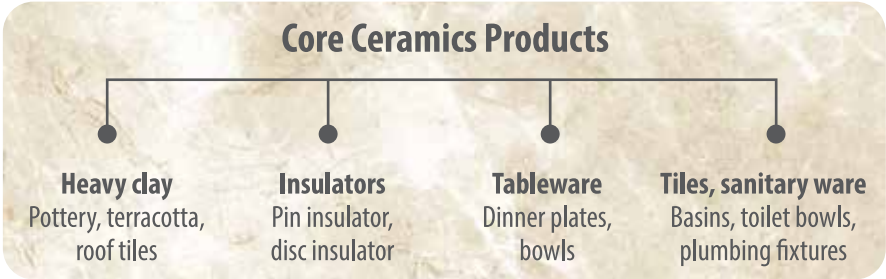 Core Ceramics Products
Heavy clay
Pottery, terracotta,
roof tiles
Insulators
Pin insulator,
disc insulator
Tableware
Dinner plates,
bowls
Tiles, sanitary ware
Basins, toilet bowls,
plumbing fixtures